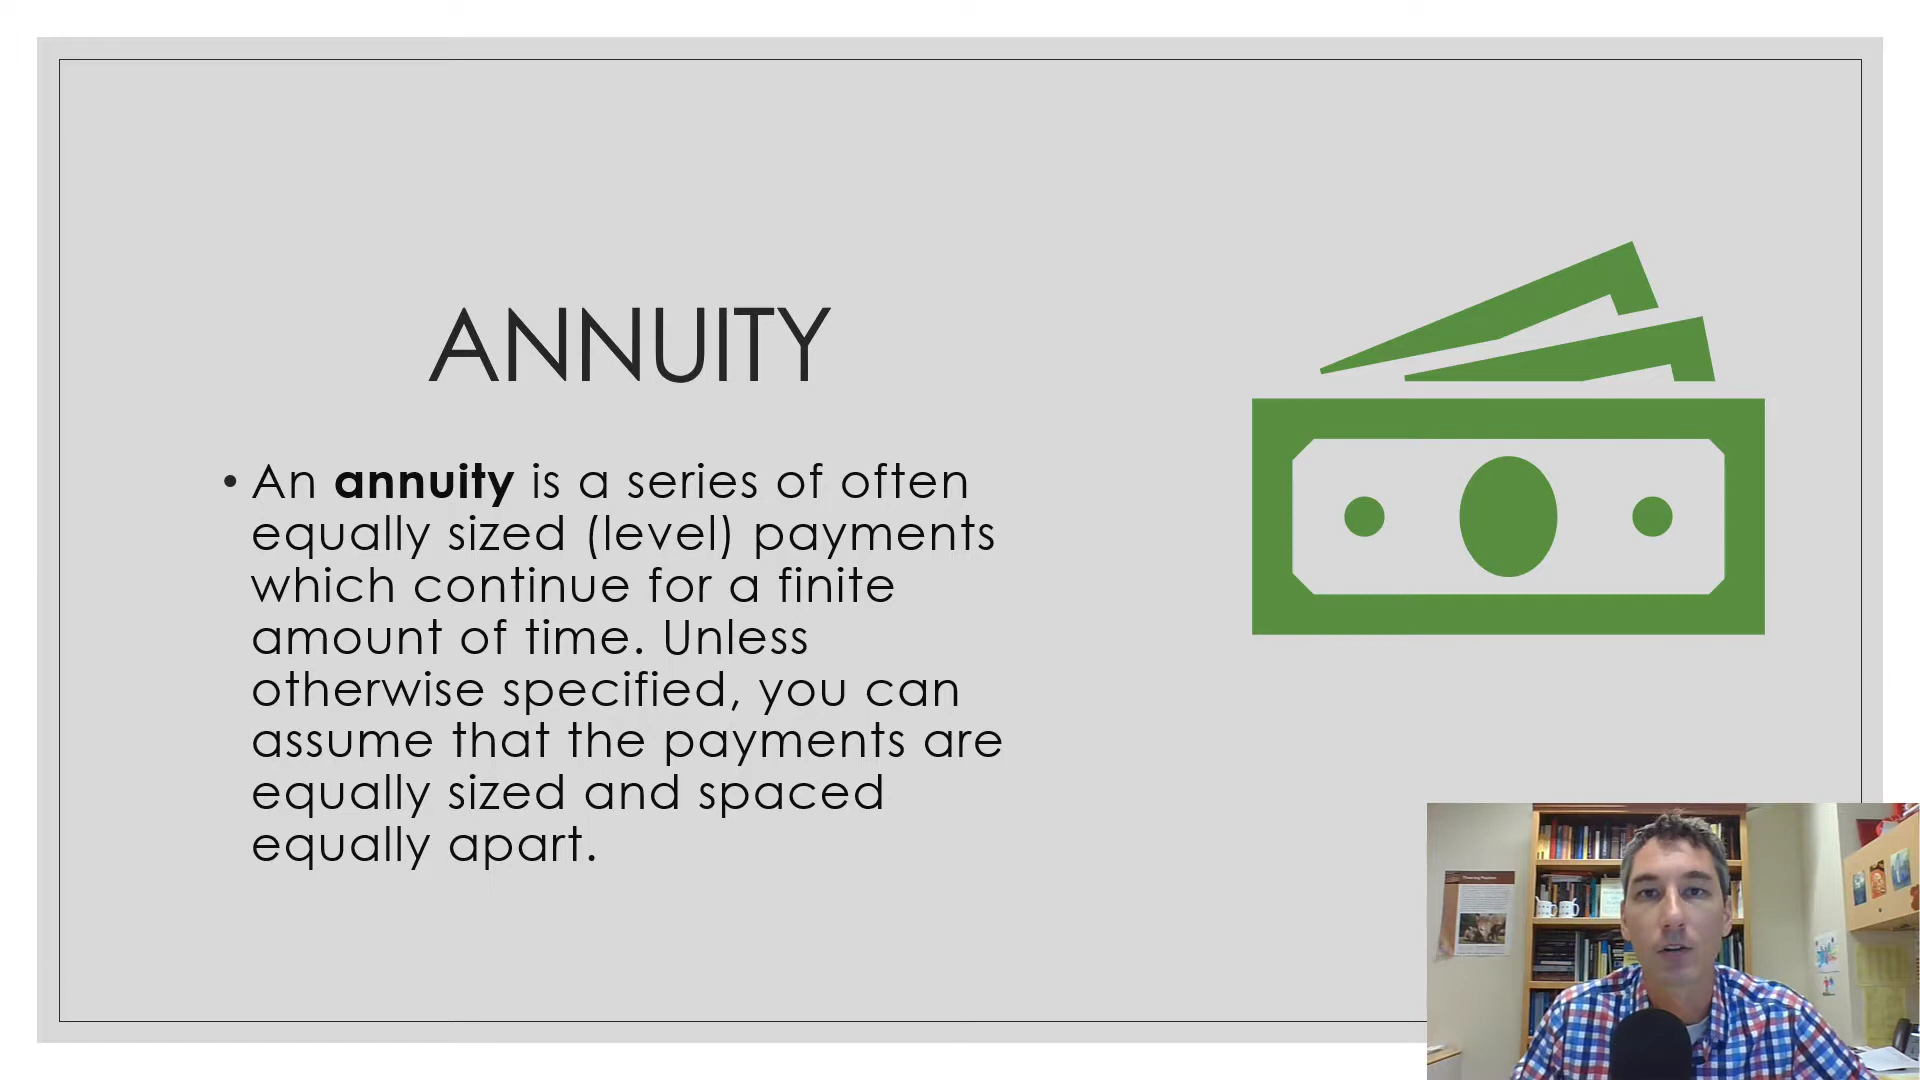 ANNUITY
• An annuity is a series of often
equally sized (level) payments
which continue for a finite
amount of time. Unless
otherwise specified, you can
assume that the payments are
equally sized and spaced
equally apart.